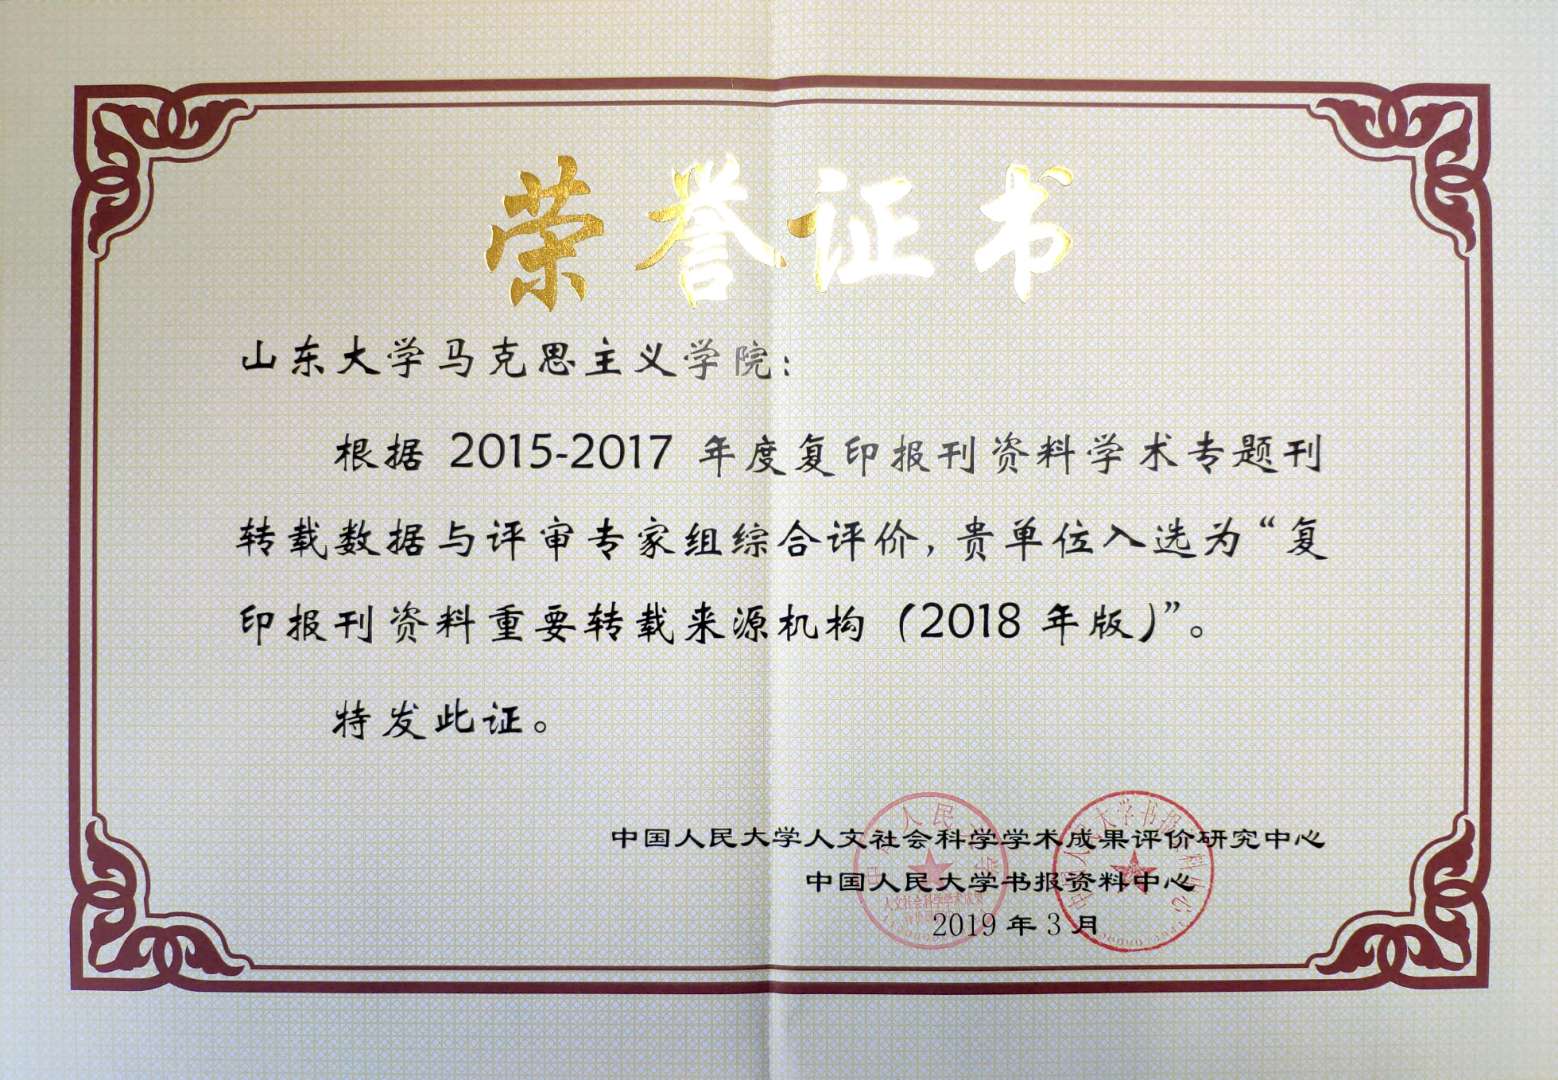 荣誉证书
山东大学马克思主义学院：
根据 2015-2017 年度复印报刊资料学术专题刊
转载数据与评审专家组综合评价，贵单位入选为“复
印报刊资料重要转载来源机构（2018 年版）”。
特发此证。
中国人民大学人文社会科学学术成果评价研究中心
中国人民大学书报资料中心
2019 年 3 月